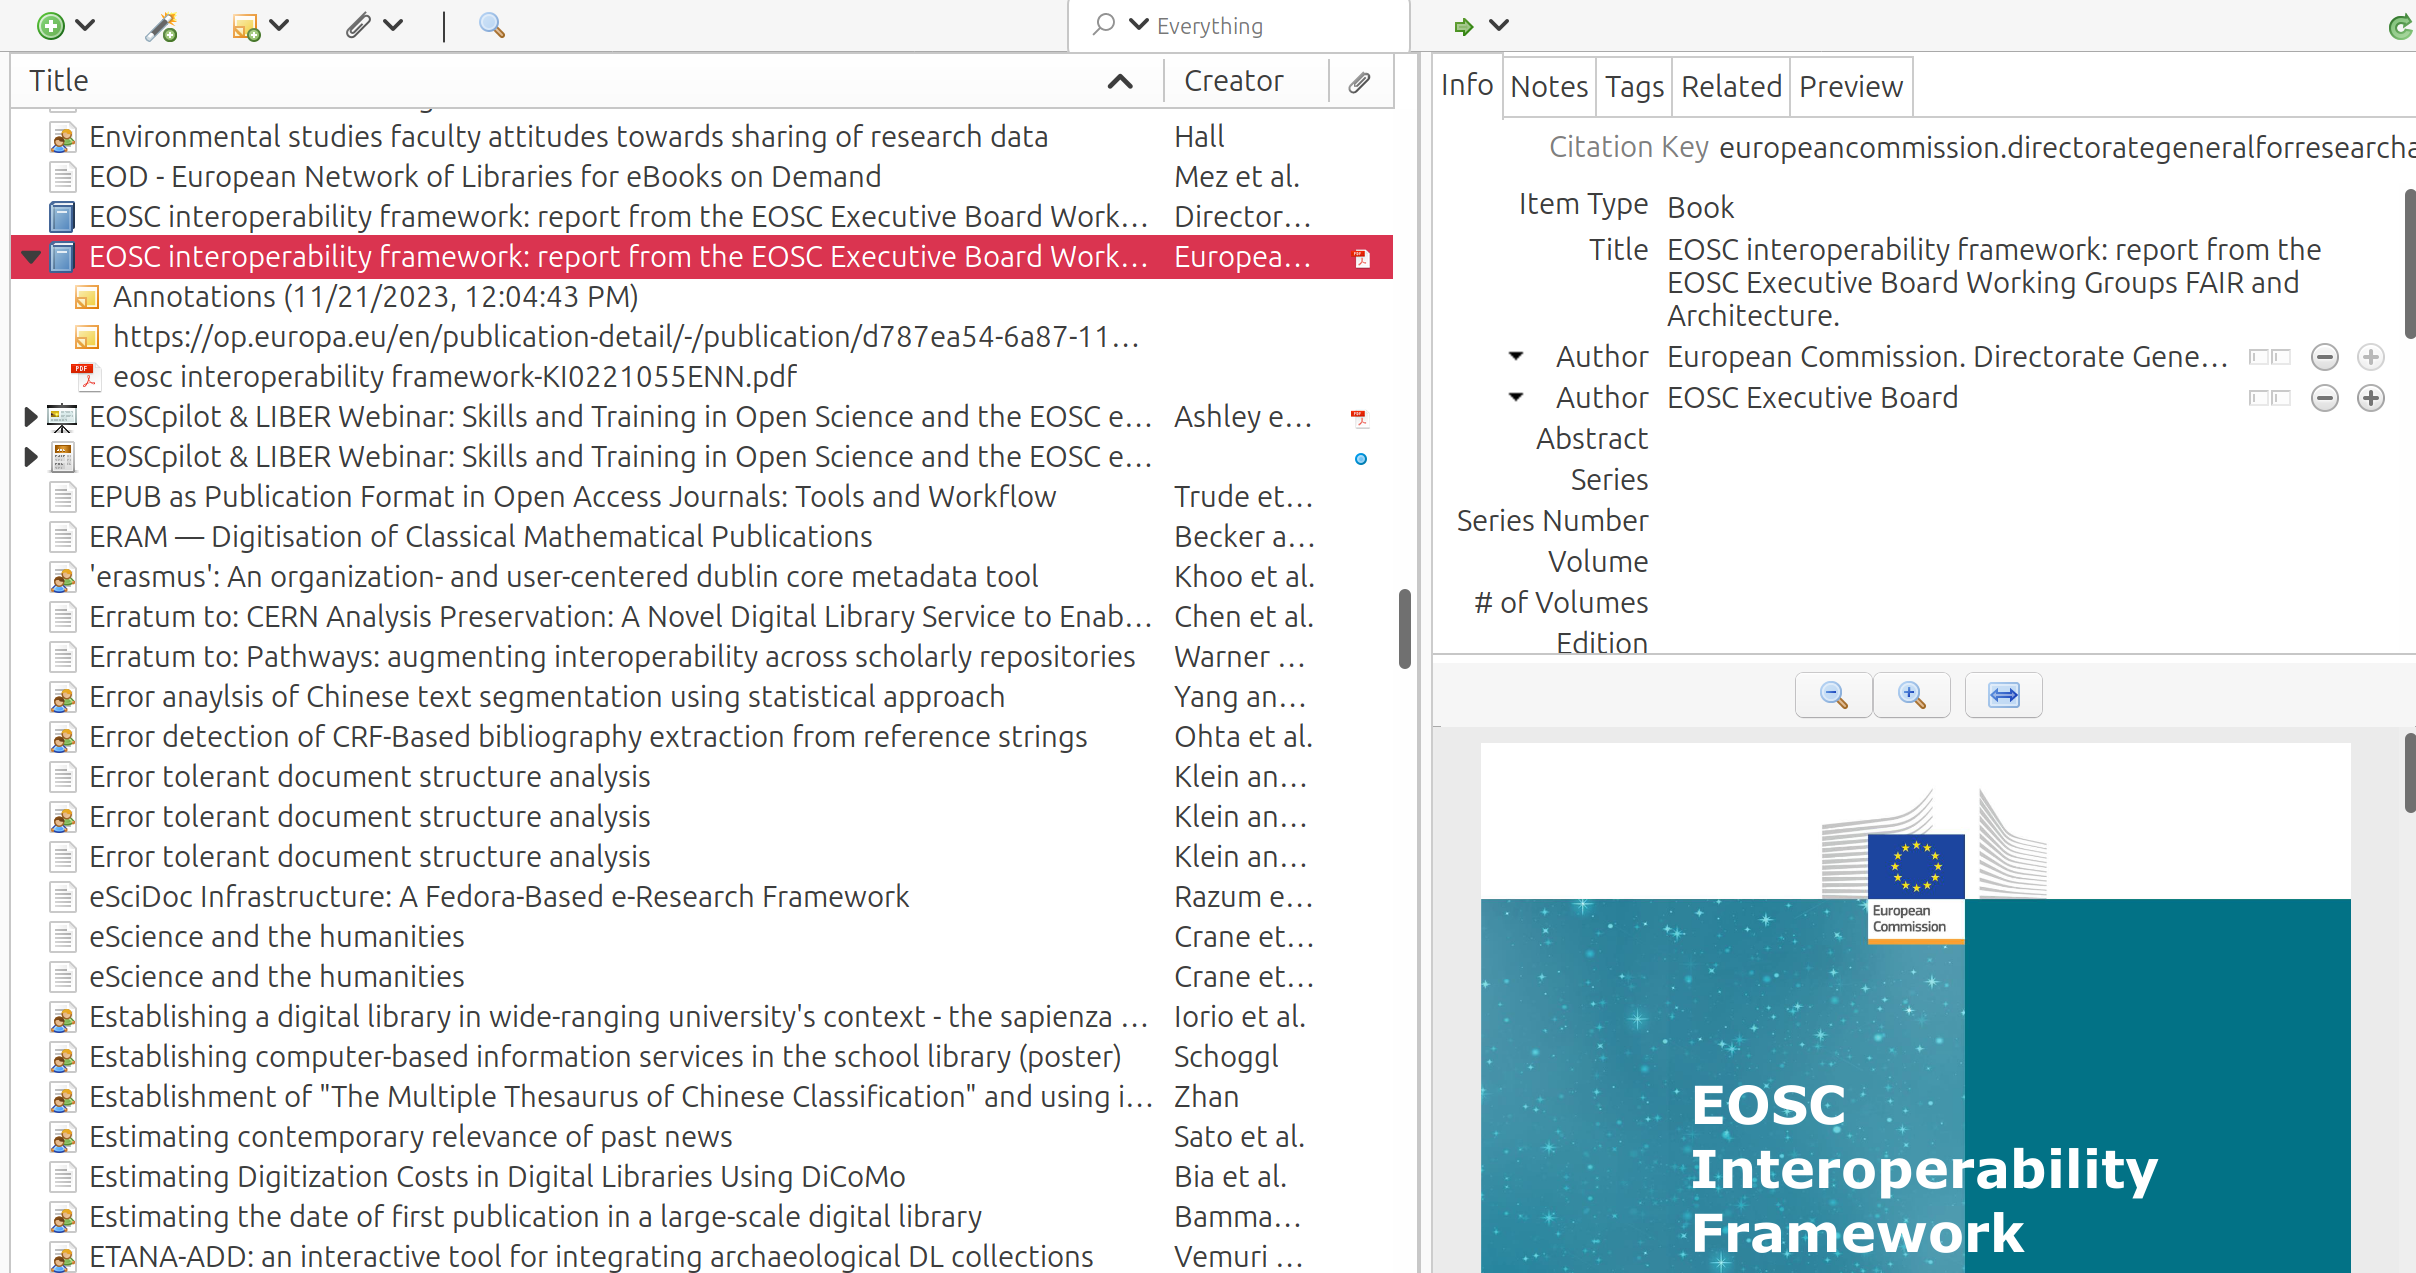 Everything
Title Creator
Environmental studies faculty attitudes towards sharing of research data Hall
EOD - European Network of Libraries for eBooks on Demand Mez et al.
EOSC interoperability framework: report from the EOSC Executive Board Work… Director…
EOSC interoperability framework: report from the EOSC Executive Board Work… Europea…
Annotations (11/21/2023, 12:04:43 PM)
https://op.europa.eu/en/publication-detail/-/publication/d787ea54-6a87-11…
eosc interoperability framework-KI0221055ENN.pdf
EOSCpilot & LIBER Webinar: Skills and Training in Open Science and the EOSC e… Ashley e…
EOSCpilot & LIBER Webinar: Skills and Training in Open Science and the EOSC e…
EPUB as Publication Format in Open Access Journals: Tools and Workflow Trude et…
ERAM — Digitisation of Classical Mathematical Publications Becker a…
'erasmus': An organization- and user-centered dublin core metadata tool Khoo et al.
Erratum to: CERN Analysis Preservation: A Novel Digital Library Service to Enab… Chen et al.
Erratum to: Pathways: augmenting interoperability across scholarly repositories Warner …
Error anaylsis of Chinese text segmentation using statistical approach Yang an…
Error detection of CRF-Based bibliography extraction from reference strings Ohta et al.
Error tolerant document structure analysis Klein an…
Error tolerant document structure analysis Klein an…
Error tolerant document structure analysis Klein an…
eSciDoc Infrastructure: A Fedora-Based e-Research Framework Razum e…
eScience and the humanities Crane et…
eScience and the humanities Crane et…
Establishing a digital library in wide-ranging university's context - the sapienza … Iorio et al.
Establishing computer-based information services in the school library (poster) Schoggl
Establishment of "The Multiple Thesaurus of Chinese Classification" and using i… Zhan
Estimating contemporary relevance of past news Sato et al.
Estimating Digitization Costs in Digital Libraries Using DiCoMo Bia et al.
Estimating the date of first publication in a large-scale digital library Bamma…
ETANA-ADD: an interactive tool for integrating archaeological DL collections Vemuri …
Info Notes Tags Related Preview
Citation Key europeancommission.directorategeneralforresearcha
Item Type Book
Title EOSC interoperability framework: report from the
EOSC Executive Board Working Groups FAIR and
Architecture.
Author European Commission. Directorate Gene…
Author EOSC Executive Board
Abstract
Series
Series Number
Volume
# of Volumes
Edition
European
Commission
EOSC
Interoperability
Framework